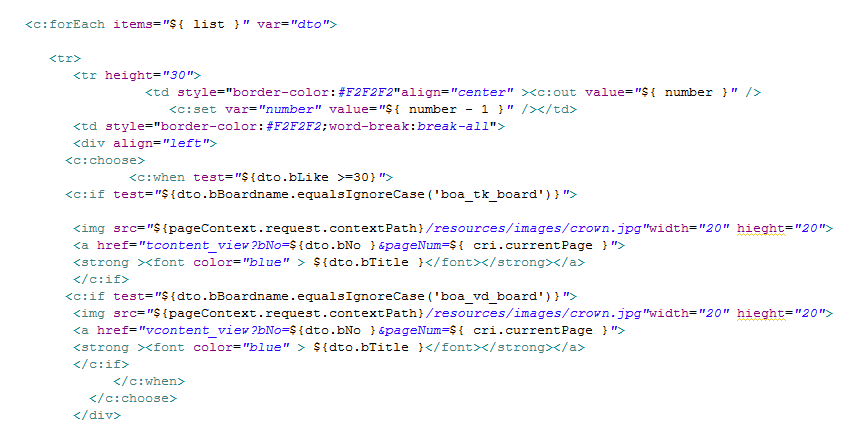 <c:forEach items="${ list }" var="dto">
<tr>
<tr height="30">
<td style="border-color:#F2F2F2"align="center" ><c:out value="${ number }" />
<c:set var="number" value="${ number - 1 }" /></td>
<td style="border-color:#F2F2F2;word-break:break-all">
<div align="left">
<c:choose>
<c:when test="${dto.bLike >=30}">
<c:if test="${dto.bBoardname.equalsIgnoreCase('boa_tk_board')}">
<img src="${pageContext.request.contextPath}/resources/images/crown.jpg"width="20" hieght="20">
<a href="tcontent_view?bNo=${dto.bNo }&pageNum=${ cri.currentPage }">
<strong ><font color="blue" > ${dto.bTitle }</font></strong></a>
</c:if>
<c:if test="${dto.bBoardname.equalsIgnoreCase('boa_vd_board')}">
<img src="${pageContext.request.contextPath}/resources/images/crown.jpg"width="20" hieght="20">
<a href="vcontent_view?bNo=${dto.bNo }&pageNum=${ cri.currentPage }">
<strong ><font color="blue" > ${dto.bTitle }</font></strong></a>
</c:if>
</c:when>
</c:choose>
</div>